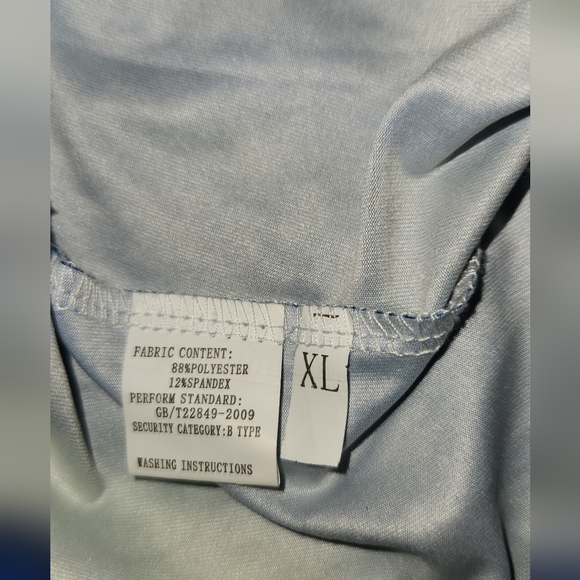 FABRIC CONTENT:
88%POLYESTER
12%SPANDEX
PERFORM STANDARD:
GB/T22849-2009
SECURITY CATEGORY:B TYPE
WASHING INSTRUCTIONS
XL